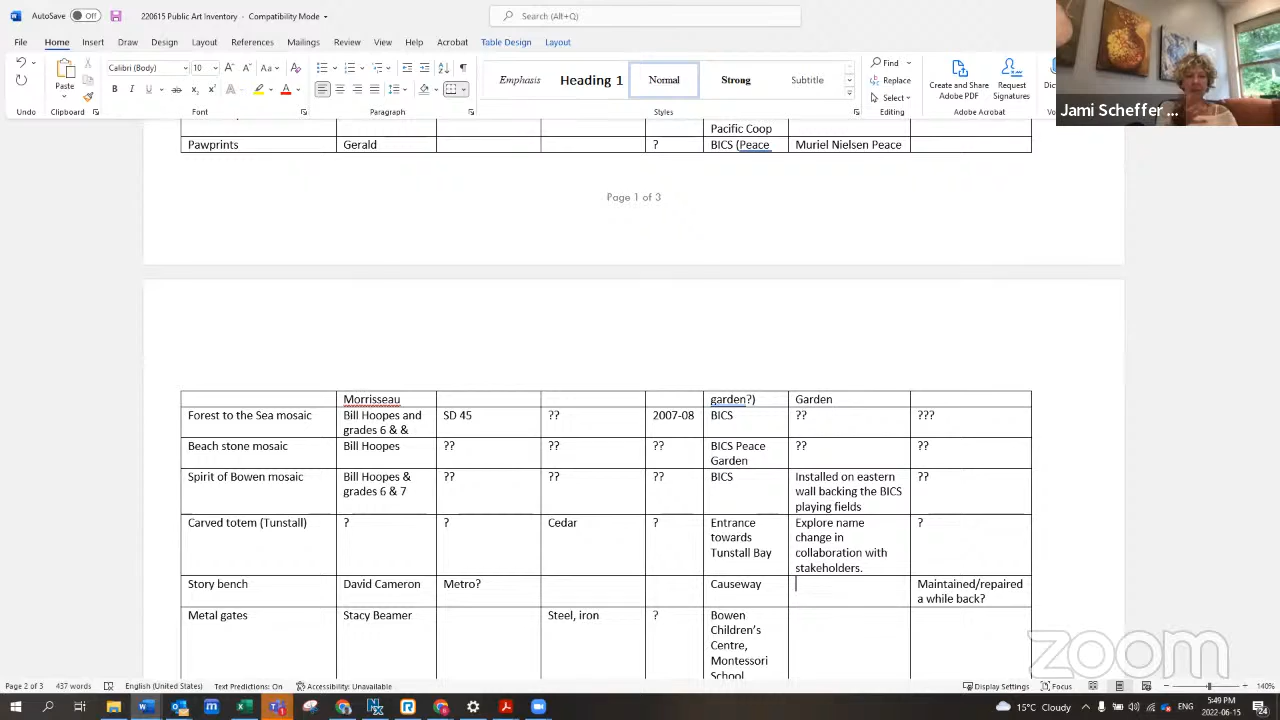 AutoSave Off 220615 Public Art Inventory - Compatibility Mode Search (Alt+Q)
File Home Insert Draw Design Layout References Mailings Review View Help Acrobat Table Design Layout
Calibri (Body) 10 Emphasis Heading 1 Normal Strong Subtitle
Paste Find Replace Select
Create and Share Adobe PDF Request Signatures
Undo Clipboard Font Paragraph Styles Editing Adobe Acrobat
Jami Scheffer ...
Pacific Coop
Pawprints Gerald ? BICS (Peace Muriel Nielsen Peace
Page 1 of 3
Morrisseau garden?) Garden
Forest to the Sea mosaic Bill Hoopes and SD 45 ?? 2007-08 BICS ?? ???
grades 6 & &
Beach stone mosaic Bill Hoopes ?? ?? ?? BICS Peace ?? ??
Garden
Spirit of Bowen mosaic Bill Hoopes & ?? ?? ?? BICS Installed on eastern ??
grades 6 & 7 wall backing the BICS
playing fields
Carved totem (Tunstall) ? ? Cedar ? Entrance Explore name ?
towards change in
Tunstall Bay collaboration with
stakeholders.
Story bench David Cameron Metro? Causeway Maintained/repaired
a while back?
Metal gates Stacy Beamer Steel, iron ? Bowen
Children's
Centre,
Montessori
School
zoom
Page 2 of 3 437 words English (United States) Text Predictions: On Accessibility: Unavailable Display Settings Focus 140%
15°C Cloudy 5:49 PM
2022-06-15
24